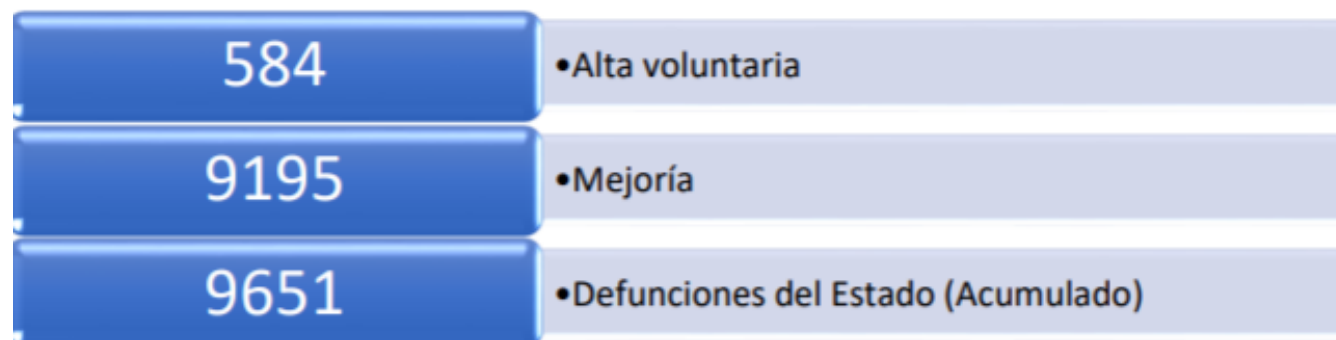 584 •Alta voluntaria
9195 •Mejoría
9651 •Defunciones del Estado (Acumulado)